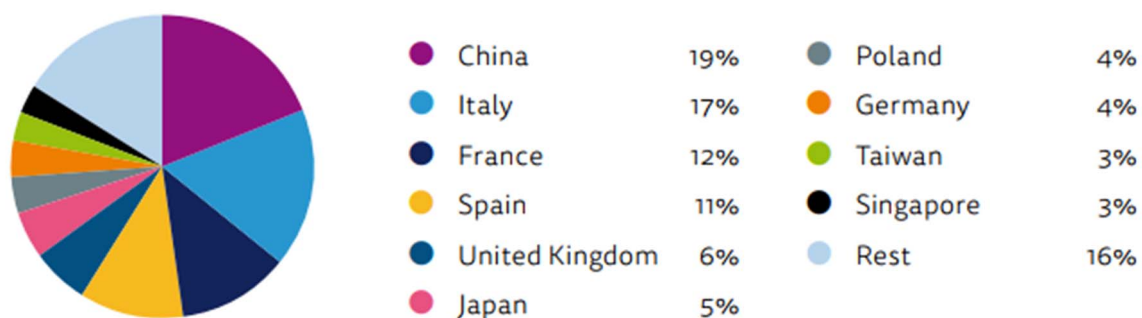 China 19%
Italy 17%
France 12%
Spain 11%
United Kingdom 6%
Japan 5%
Poland 4%
Germany 4%
Taiwan 3%
Singapore 3%
Rest 16%